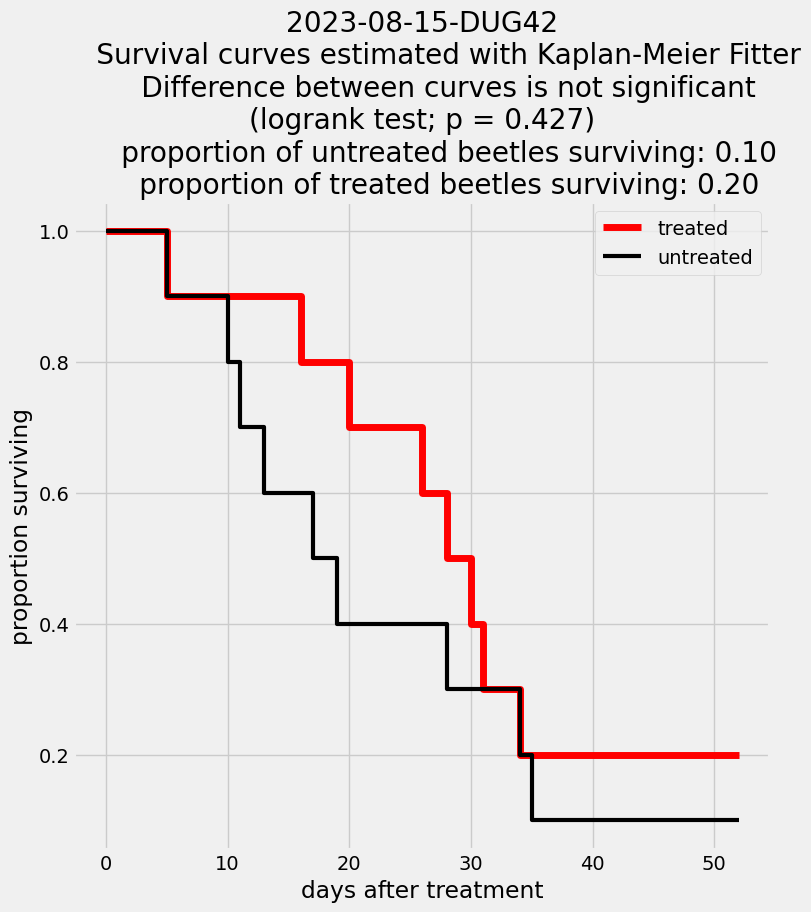 2023-08-15-DUG42
Survival curves estimated with Kaplan-Meier Fitter
Difference between curves is not significant
(logrank test; p = 0.427)
proportion of untreated beetles surviving: 0.10
proportion of treated beetles surviving: 0.20
treated
untreated
1.0
0.8
0.6
0.4
0.2
proportion surviving
0 10 20 30 40 50
days after treatment